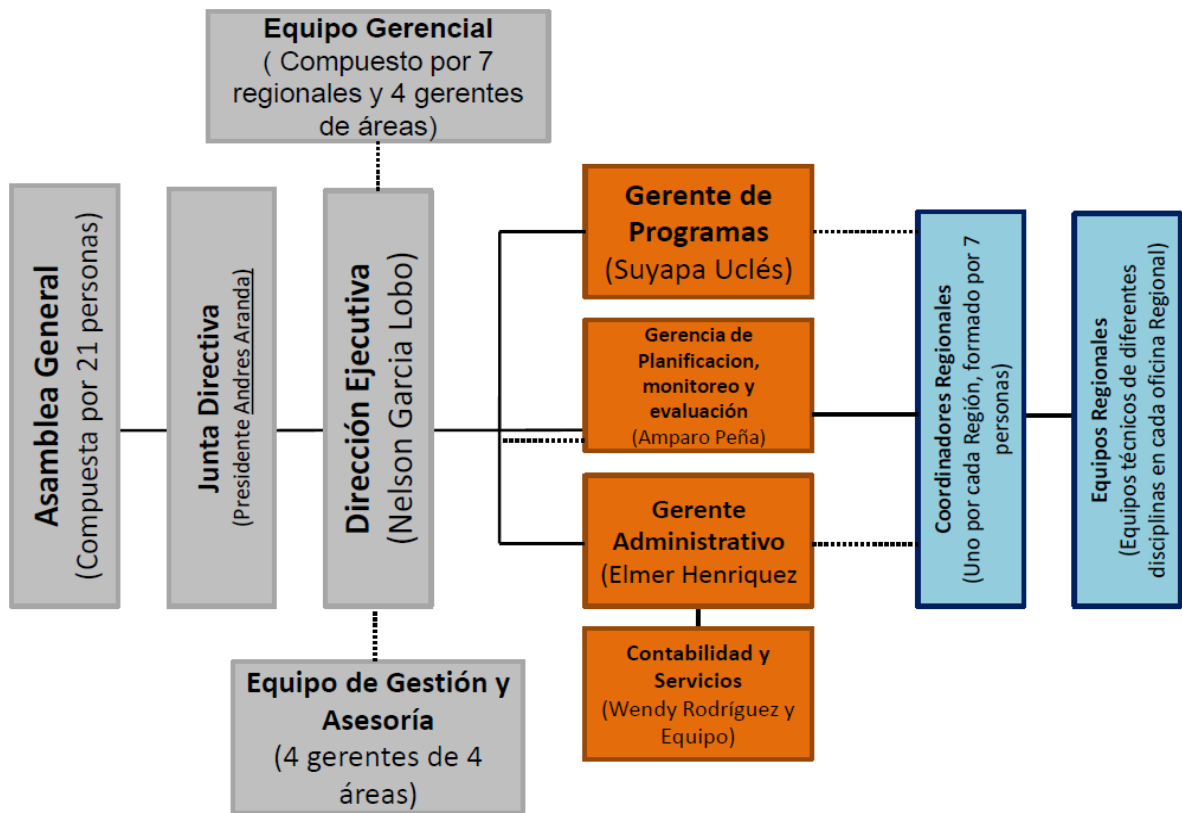 Equipo Gerencial
( Compuesto por 7
regionales y 4 gerentes
de áreas)
Asamblea General
(Compuesta por 21 personas)
Junta Directiva
(Presidente Andres Aranda)
Dirección Ejecutiva
(Nelson Garcia Lobo)
Gerente de
Programas
(Suyapa Uclés)
Gerencia de
Planificacion,
monitoreo y
evaluación
(Amparo Peña)
Gerente
Administrativo
(Elmer Henriquez
Contabilidad y
Servicios
(Wendy Rodríguez y
Equipo)
Coordinadores Regionales
(Uno por cada Región, formado por 7
personas)
Equipos Regionales
(Equipos técnicos de diferentes
disciplinas en cada oficina Regional)
Equipo de Gestión y
Asesoría
(4 gerentes de 4
áreas)